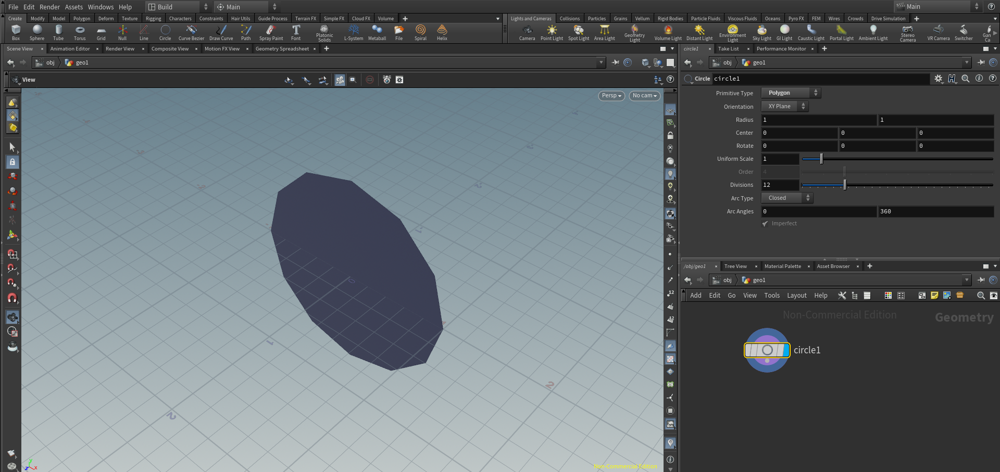 File Edit Render Assets Windows Help Build Main Main
Create Modify Model Polygon Deform Texture Rigging Characters Constraints Hair Utils Guide Process Terrain FX Simple FX Cloud FX Volume
Box Sphere Tube Torus Grid Null Line Circle Curve Bezier Draw Curve Path Spray Paint Font Platonic Solids L-System Metaball File Spiral Helix
Lights and Cameras Collisions Particles Grains Vellum Rigid Bodies Particle Fluids Viscous Fluids Oceans Pyro FX FEM Wires Crowds Drive Simulation
Camera Point Light Spot Light Area Light Geometry Light Volume Light Distant Light Environment Light Sky Light GI Light Caustic Light Portal Light Ambient Light Stereo Camera VR Camera Switcher Gan Ca
Scene View Animation Editor Render View Composite View Motion FX View Geometry Spreadsheet
obj geo1
View
Persp No cam
0
1
2
2
Non-Commercial Edition
y
z x
circle1 Take List Performance Monitor
obj geo1
Circle circle1
Primitive Type Polygon
Orientation XY Plane
Radius 1 1
Center 0 0 0
Rotate 0 0 0
Uniform Scale 1
Order 4
Divisions 12
Arc Type Closed
Arc Angles 0 360
Imperfect
12
12
/obj/geo1 Tree View Material Palette Asset Browser
obj geo1
Add Edit Go View Tools Layout Help
Non-Commercial Edition Geometry
circle1